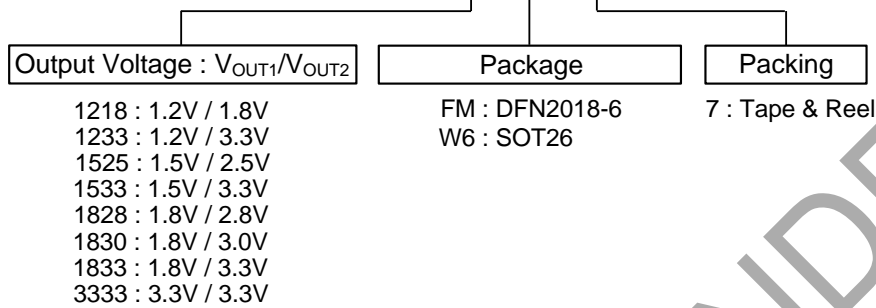 Output Voltage : VOUT1/VOUT2
Package
Packing
1218 : 1.2V / 1.8V
1233 : 1.2V / 3.3V
1525 : 1.5V / 2.5V
1533 : 1.5V / 3.3V
1828 : 1.8V / 2.8V
1830 : 1.8V / 3.0V
1833 : 1.8V / 3.3V
3333 : 3.3V / 3.3V
FM : DFN2018-6
W6 : SOT26
7 : Tape & Reel